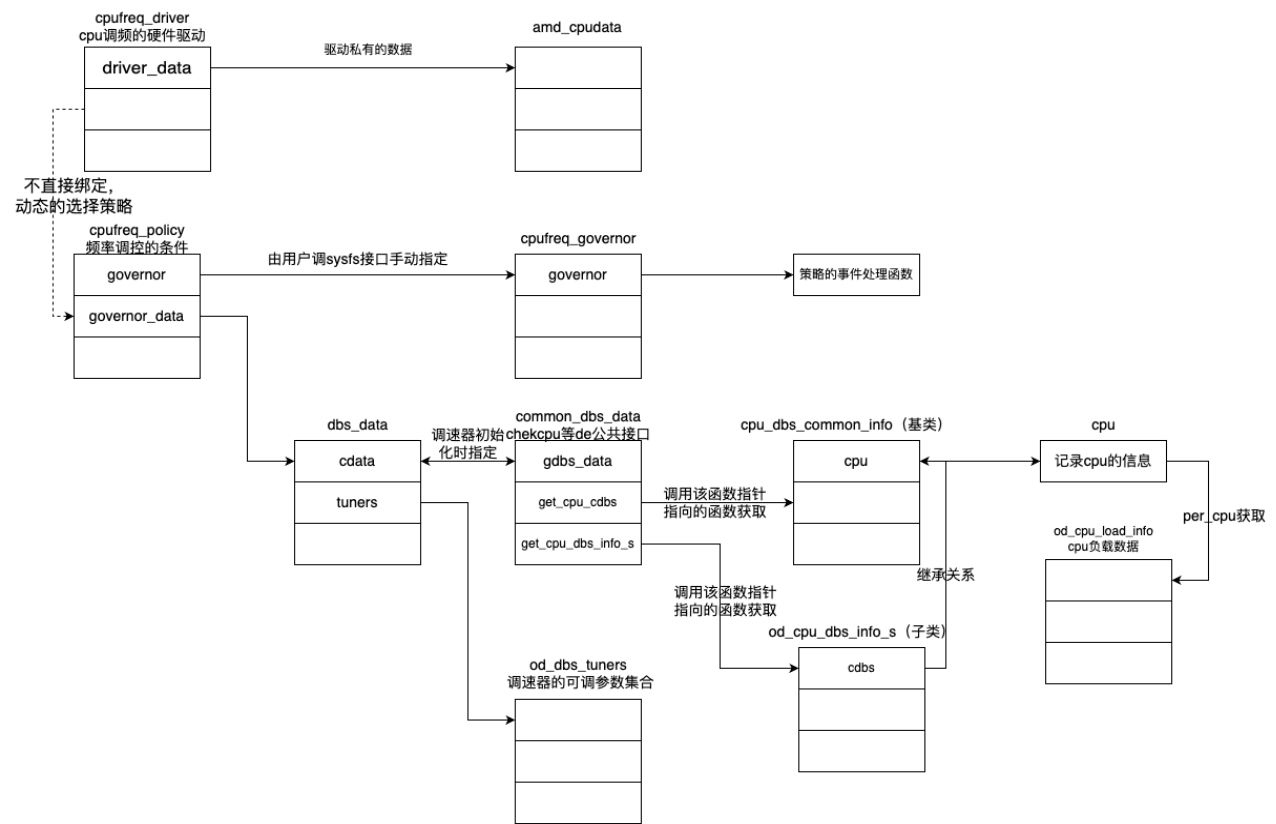 cpufreq_driver
cpu调频的硬件驱动
driver_data
驱动私有的数据
amd_cpudata
不直接绑定,
动态的选择策略
cpufreq_policy
频率调控的条件
governor
governor_data
由用户调sysfs接口手动指定
cpufreq_governor
governor
策略的事件处理函数
dbs_data
cdata
tuners
调速器初始
化时指定
common_dbs_data
chekcpu等de公共接口
gdbs_data
get_cpu_cdbs
get_cpu_dbs_info_s
调用该函数指针
指向的函数获取
cpu_dbs_common_info（基类）
cpu
cpu
记录cpu的信息
per_cpu获取
od_cpu_load_info
cpu负载数据
继承关系
调用该函数指针
指向的函数获取
od_cpu_dbs_info_s（子类）
cdbs
od_dbs_tuners
调速器的可调参数集合